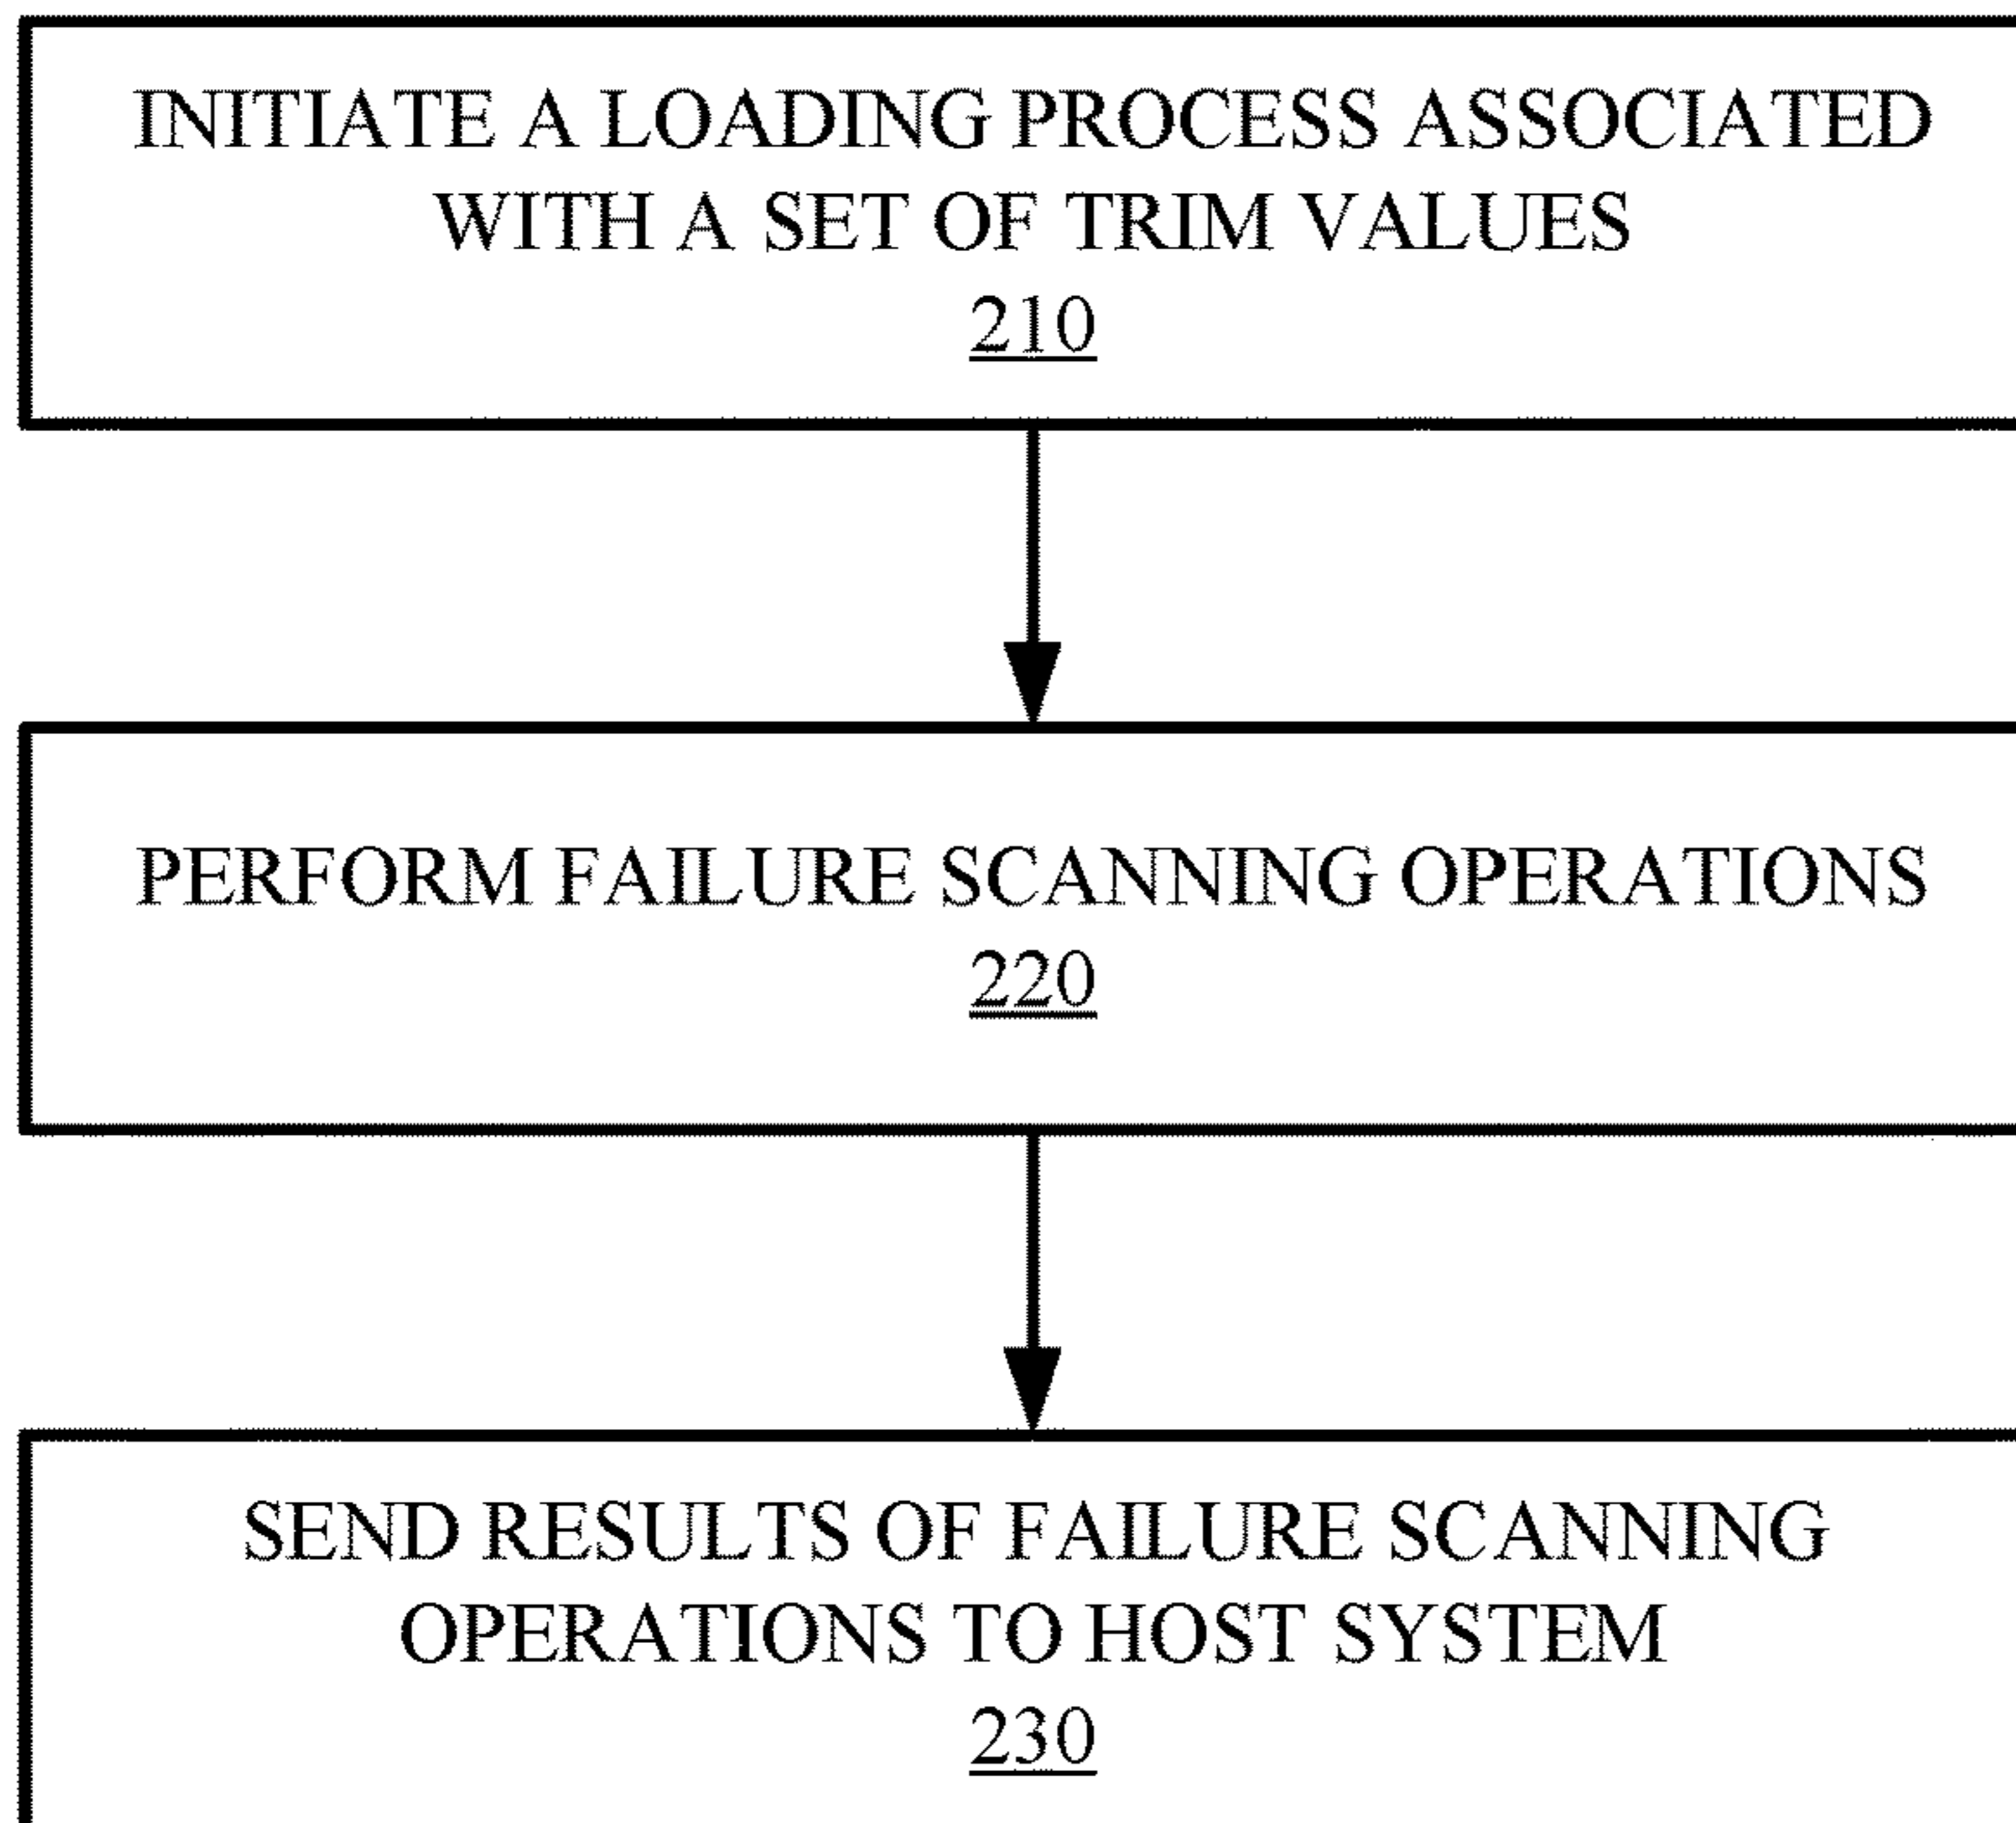 INITIATE A LOADING PROCESS ASSOCIATED
WITH A SET OF TRIM VALUES
210
PERFORM FAILURE SCANNING OPERATIONS
220
SEND RESULTS OF FAILURE SCANNING
OPERATIONS TO HOST SYSTEM
230